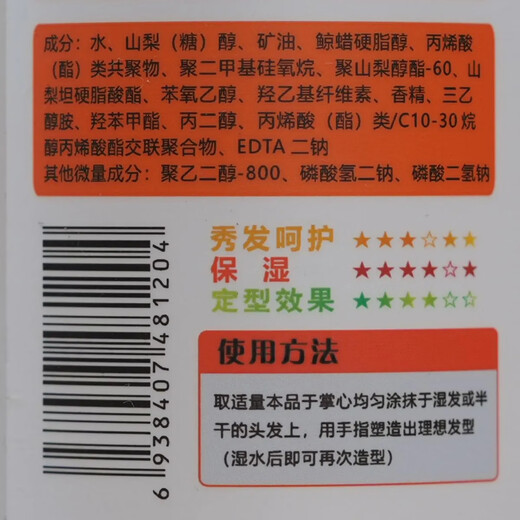 成分：水、山梨（糖）醇、矿油、鲸蜡硬脂醇、丙烯酸
（酯）类共聚物、聚二甲基硅氧烷、聚山梨醇酯-60、山
梨坦硬脂酸酯、苯氧乙醇、羟乙基纤维素、香精、三乙
醇胺、羟苯甲酯、丙二醇、丙烯酸（酯）类/C10-30 烷
醇丙烯酸酯交联聚合物、EDTA 二钠
其他微量成分：聚乙二醇-800、磷酸氢二钠、磷酸二氢钠
秀发呵护 ★★★☆★★
保湿 ★★★★☆★
定型效果 ★★★★☆☆
使用方法
取适量本品于掌心均匀涂抹于湿发或半
干的头发上，用手指塑造出理想发型
（湿水后即可再次造型）
6 938407 481204